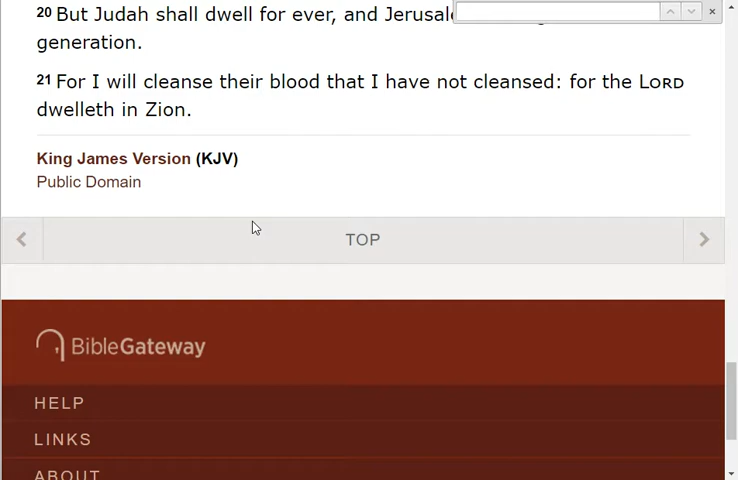 20 But Judah shall dwell for ever, and
generation.
21 For I will cleanse their blood that I have not cleansed: for the LORD
dwelleth in Zion.
King James Version (KJV)
Public Domain
TOP
BibleGateway
HELP
LINKS
ABOUT